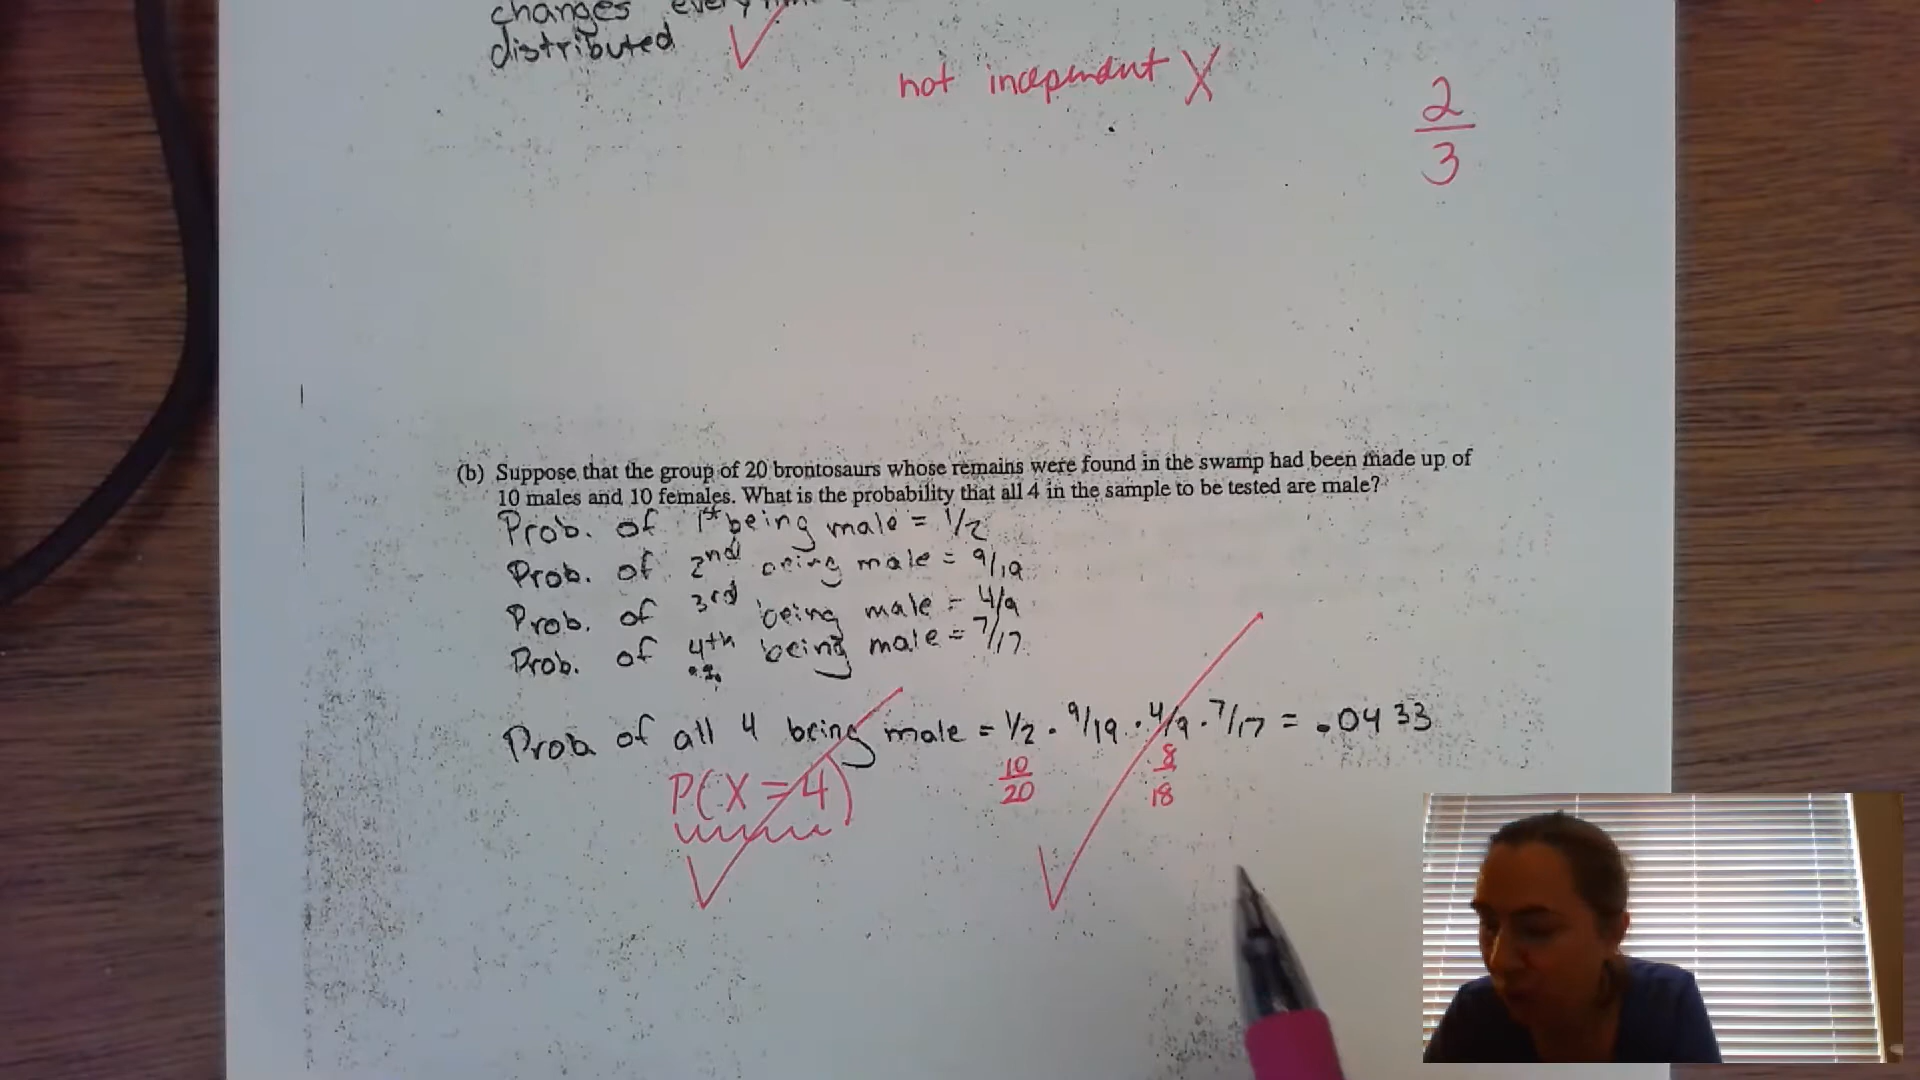 changes every
distributed
not incepmdent X
2
3
(b) Suppose that the group of 20 brontosaurs whose remains were found in the swamp had been made up of
10 males and 10 females. What is the probability that all 4 in the sample to be tested are male?
Prob. of 1st being male = 1/2
Prob. of 2nd being male = 9/19
Prob. of 3rd being male = 4/9
Prob. of 4th being male = 7/17
Prob of all 4 being male = 1/2 · 9/19 · 4/9 · 7/17 = .0433
P(X=4)
10
20
8
18